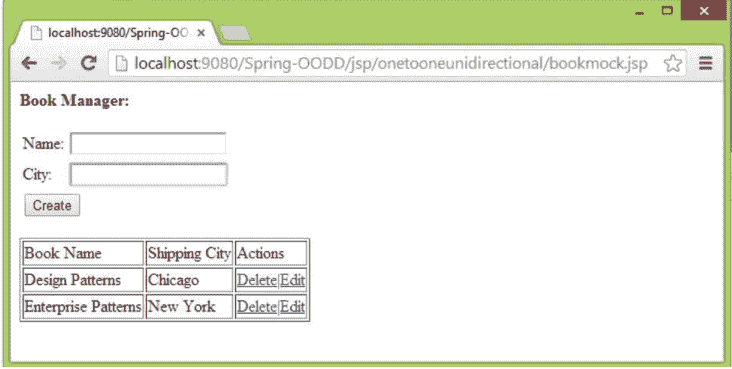 localhost:9080/Spring-OO
localhost:9080/Spring-OODD/jsp/onetooneunidirectional/bookmock.jsp
Book Manager:
Name:
City:
Create
Book Name Shipping City Actions
Design Patterns Chicago Delete|Edit
Enterprise Patterns New York Delete|Edit